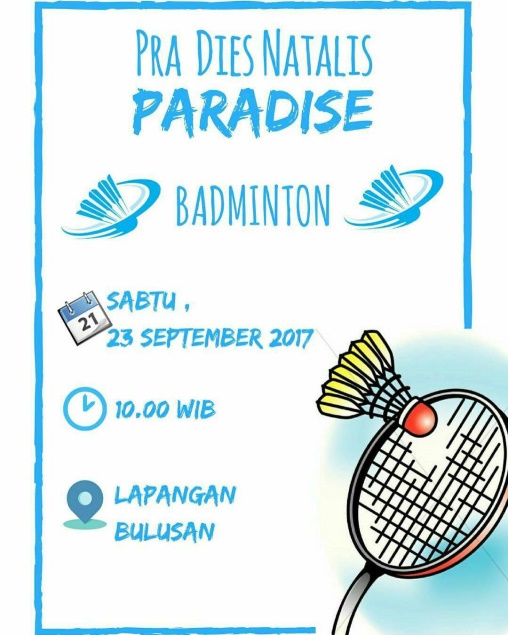 PRA DIES NATALIS
PARADISE
BADMINTON
21
SABTU ,
23 SEPTEMBER 2017
10.00 WIB
LAPANGAN
BULUSAN